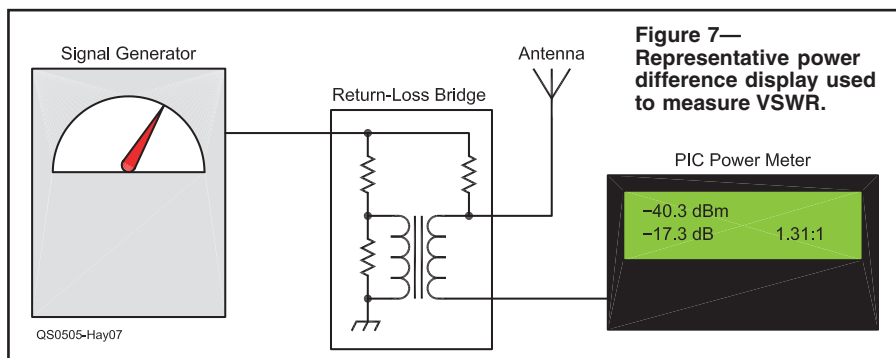 Signal Generator
Return-Loss Bridge
Antenna
Figure 7—
Representative power
difference display used
to measure VSWR.
PIC Power Meter
−40.3 dBm
−17.3 dB 1.31:1
QS0505-Hay07